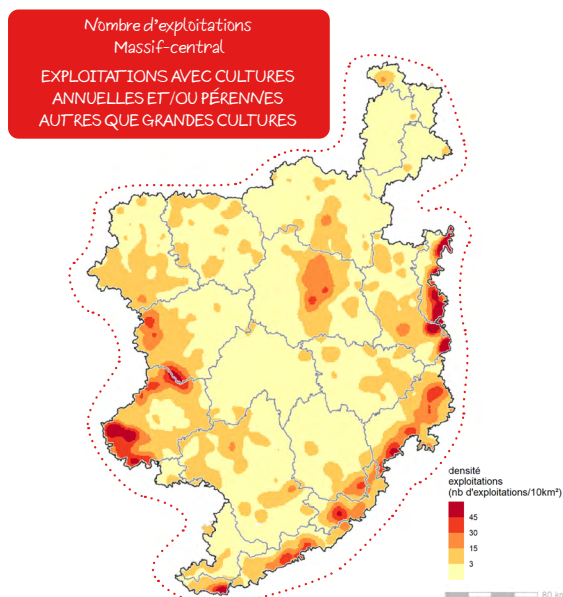 Nombre d'exploitations
Massif-central
EXPLOITATIONS AVEC CULTURES
ANNUELLES ET/OU PÉRENNES
AUTRES QUE GRANDES CULTURES
densité
exploitations
(nb d'exploitations/10km²)
45
30
15
3
80 km